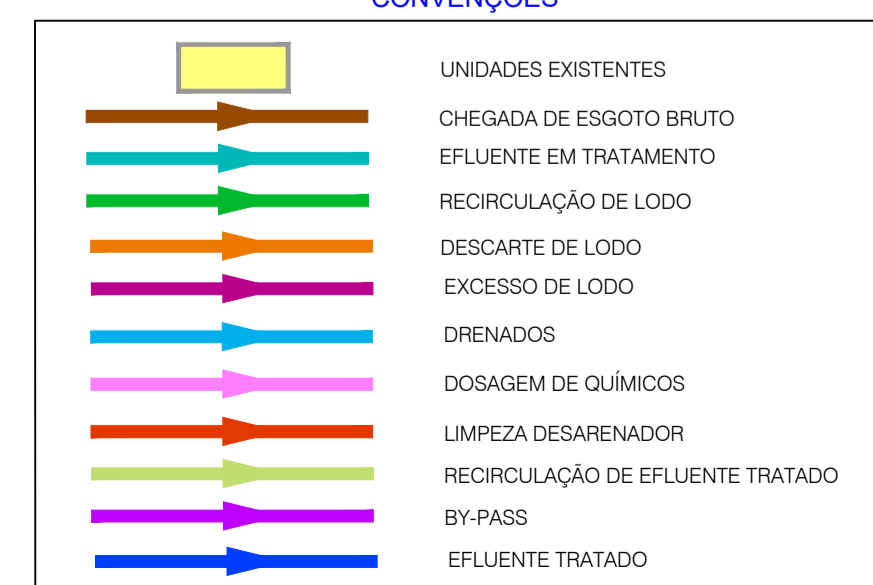 CONVENÇÕES
UNIDADES EXISTENTES
CHEGADA DE ESGOTO BRUTO
EFLUENTE EM TRATAMENTO
RECIRCULAÇÃO DE LODO
DESCARTE DE LODO
EXCESSO DE LODO
DRENADOS
DOSAGEM DE QUÍMICOS
LIMPEZA DESARENADOR
RECIRCULAÇÃO DE EFLUENTE TRATADO
BY-PASS
EFLUENTE TRATADO